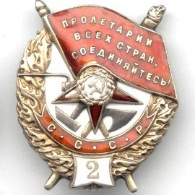 ПРОЛЕТАРИИ
ВСЕХ СТРАН,
СОЕДИНЯЙТЕСЬ!
С С С Р
2